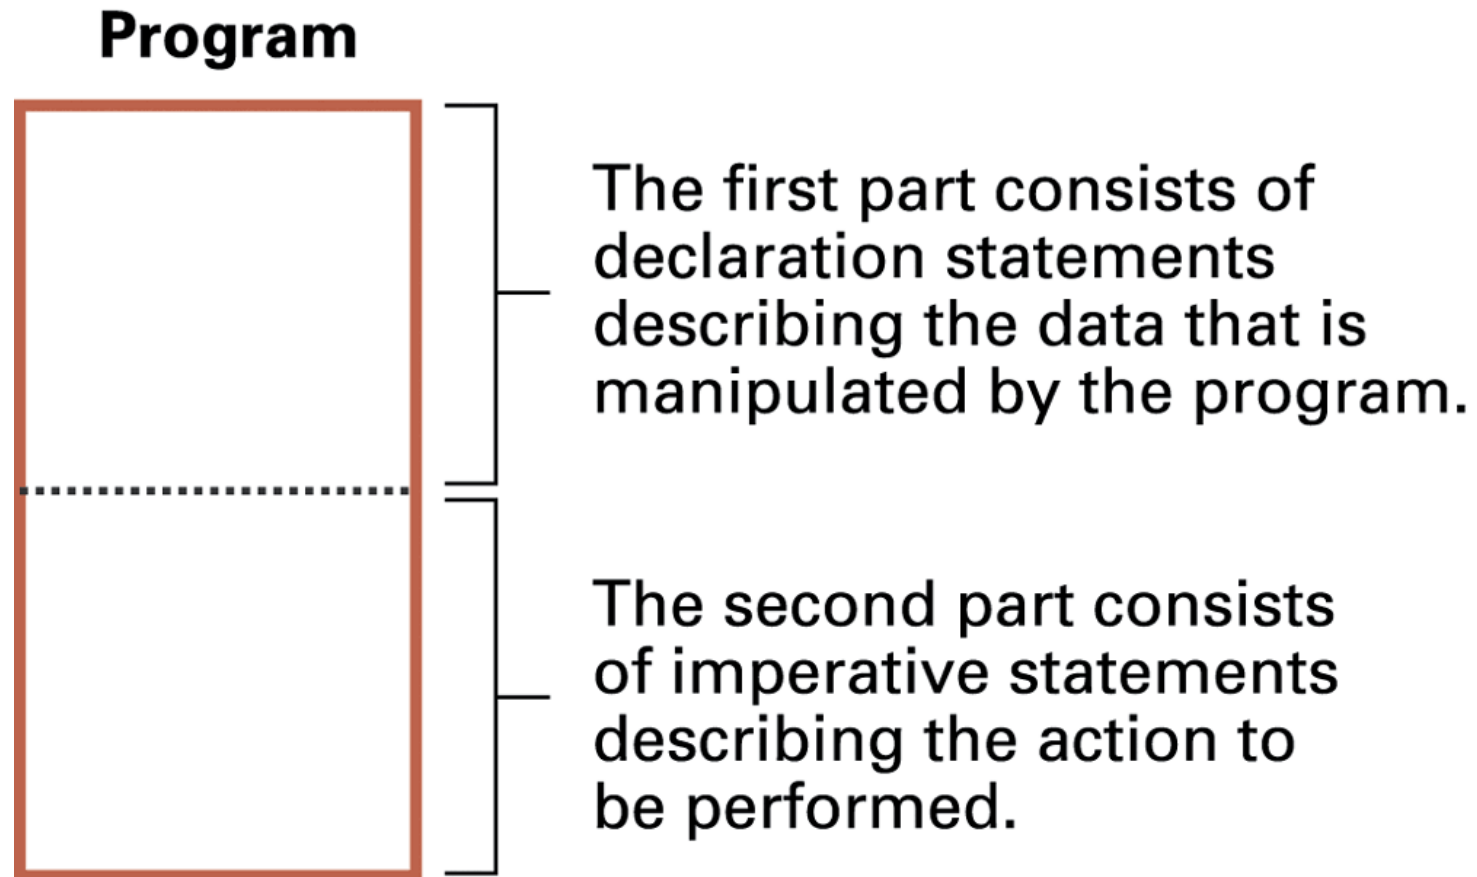 Program
The first part consists of
declaration statements
describing the data that is
manipulated by the program.
The second part consists
of imperative statements
describing the action to
be performed.